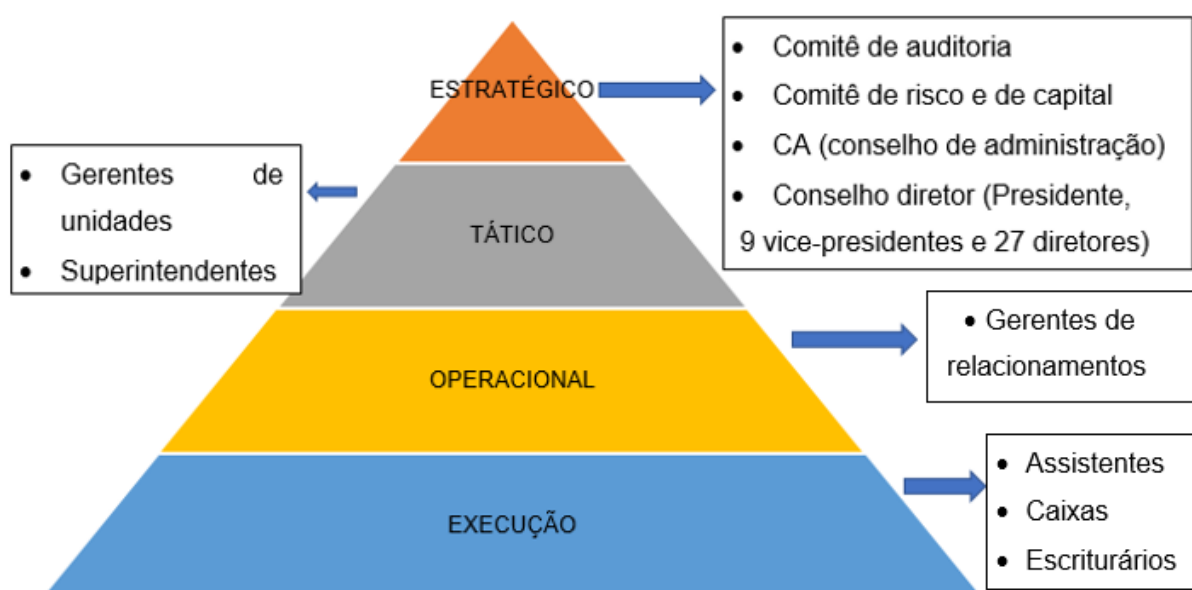 ESTRATÉGICO
• Comitê de auditoria
• Comitê de risco e de capital
• CA (conselho de administração)
• Conselho diretor (Presidente,
9 vice-presidentes e 27 diretores)
• Gerentes de
unidades
• Superintendentes
TÁTICO
• Gerentes de
relacionamentos
OPERACIONAL
• Assistentes
• Caixas
• Escriturários
EXECUÇÃO